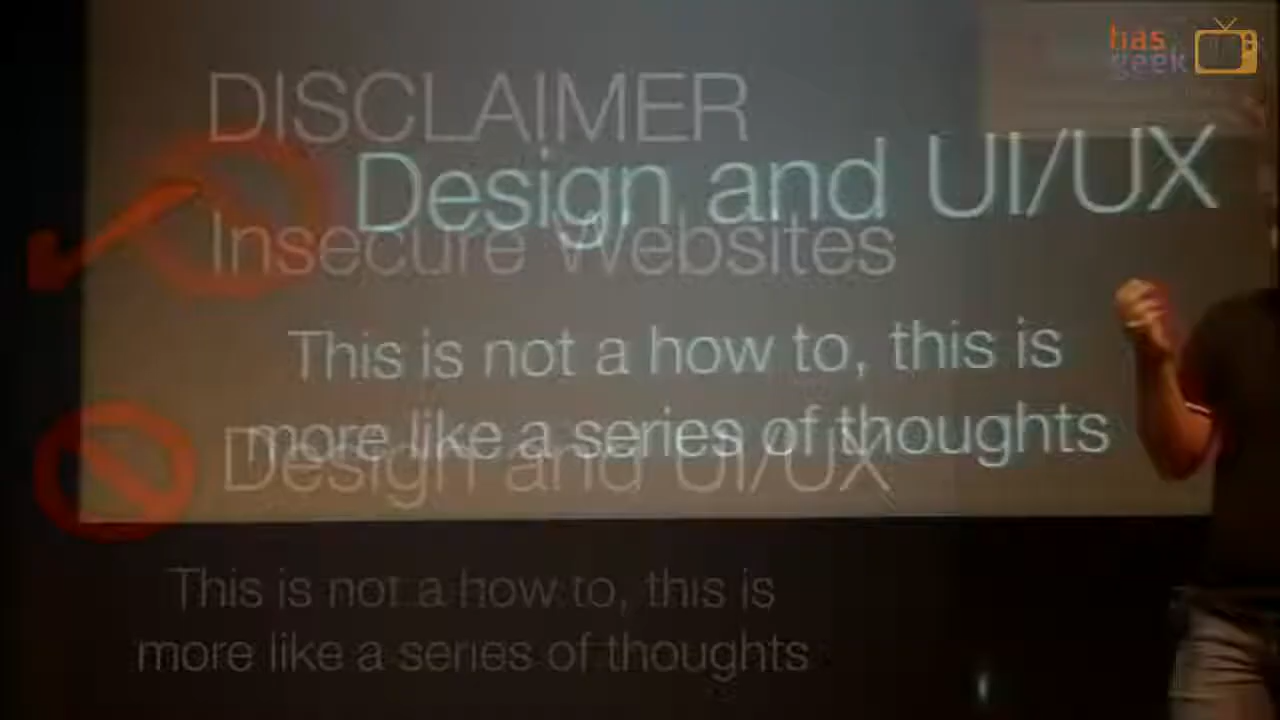 has
geek
DISCLAIMER
Design and UI/UX
Insecure Websites
This is not a how to, this is
more like a series of thoughts
Design and UI/UX
This is not a how to, this is
more like a series of thoughts